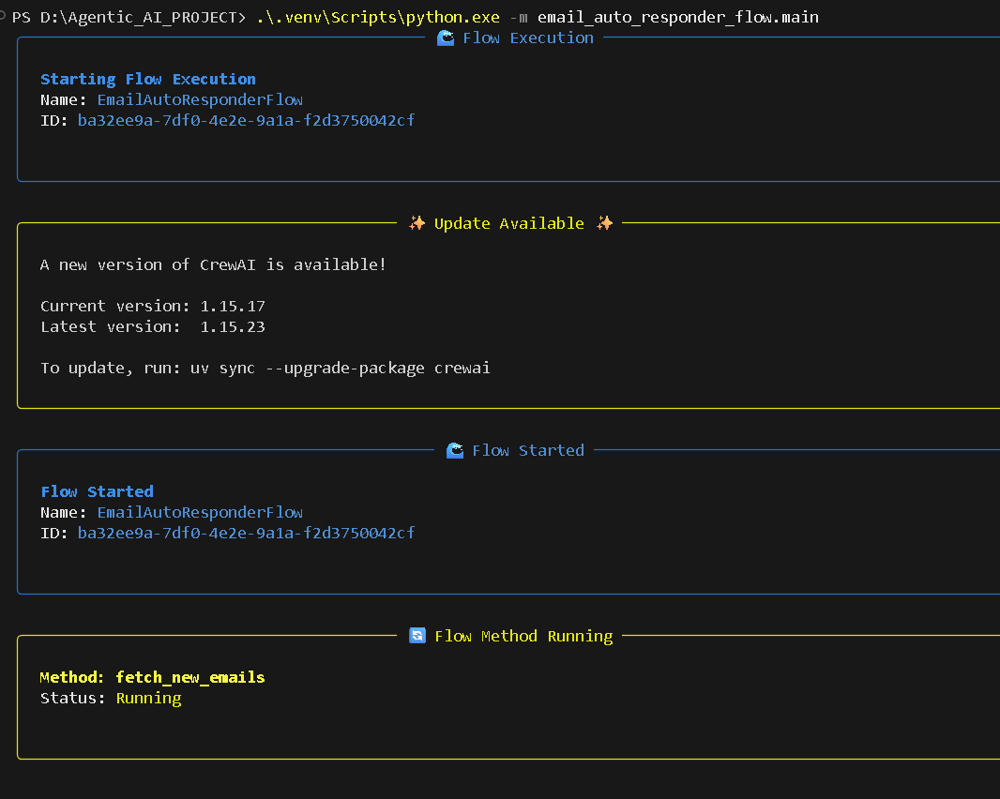 PS D:\Agentic_AI_PROJECT> .\.venv\Scripts\python.exe -m email_auto_responder_flow.main
🌊 Flow Execution
Starting Flow Execution
Name: EmailAutoResponderFlow
ID: ba32ee9a-7df0-4e2e-9a1a-f2d3750042cf
✨ Update Available ✨
A new version of CrewAI is available!
Current version: 1.15.17
Latest version:  1.15.23
To update, run: uv sync --upgrade-package crewai
🌊 Flow Started
Flow Started
Name: EmailAutoResponderFlow
ID: ba32ee9a-7df0-4e2e-9a1a-f2d3750042cf
🔄 Flow Method Running
Method: fetch_new_emails
Status: Running